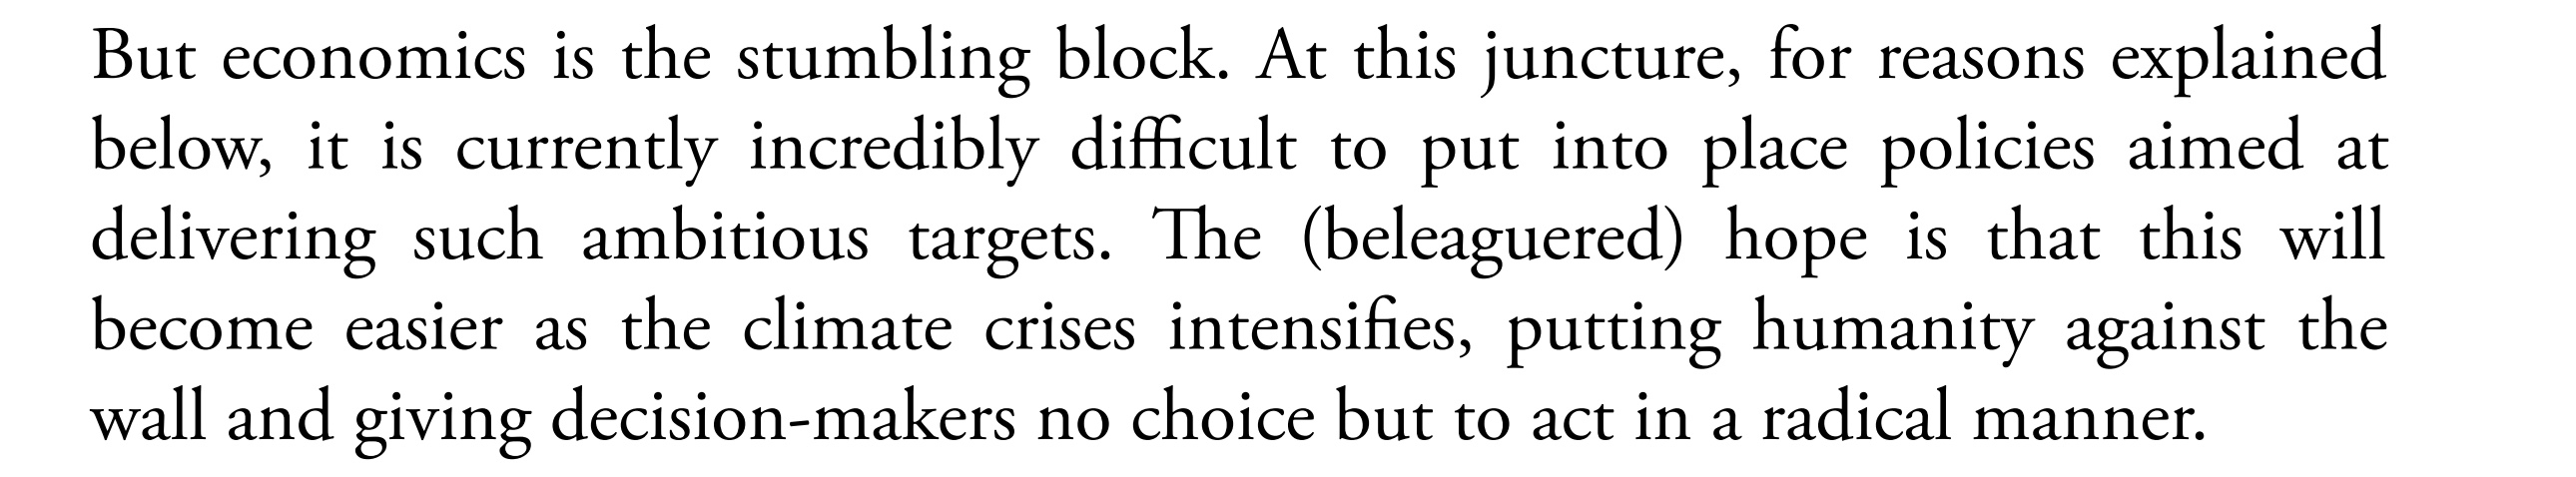 But economics is the stumbling block. At this juncture, for reasons explained
below, it is currently incredibly difficult to put into place policies aimed at
delivering such ambitious targets. The (beleaguered) hope is that this will
become easier as the climate crises intensifies, putting humanity against the
wall and giving decision-makers no choice but to act in a radical manner.